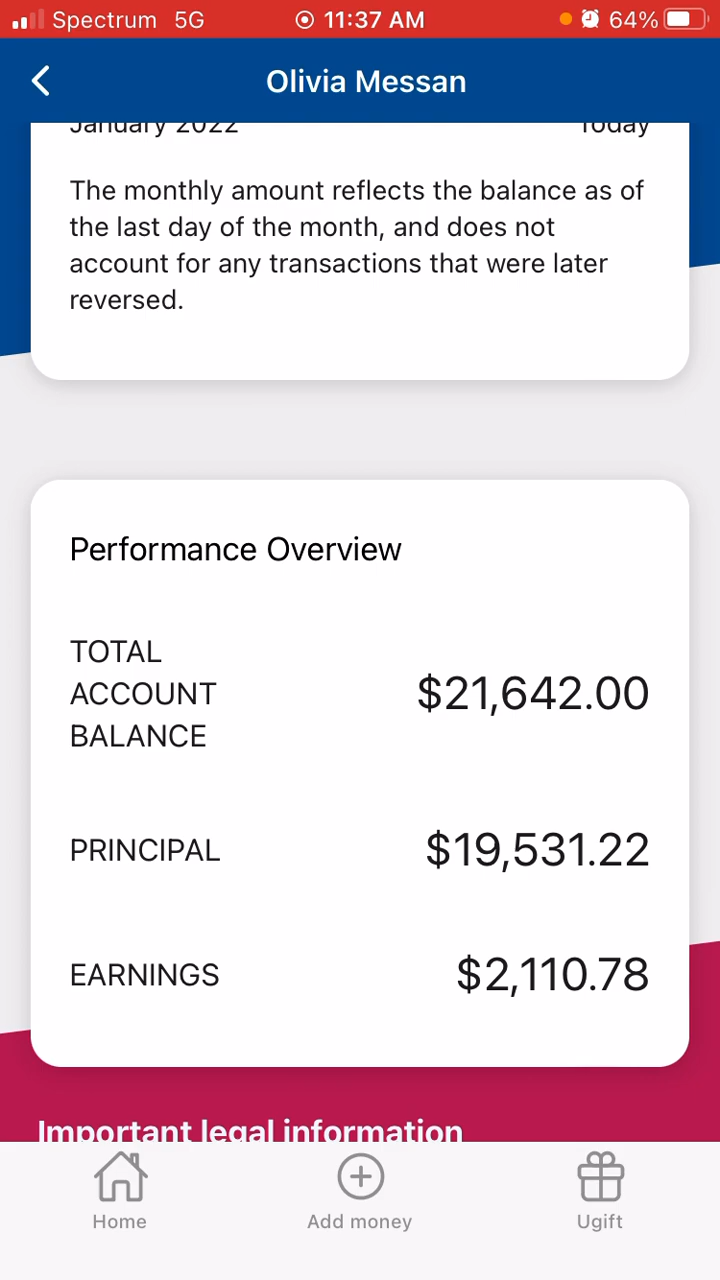 Spectrum 5G 11:37 AM 64%
Olivia Messan
January 2022 Today
The monthly amount reflects the balance as of
the last day of the month, and does not
account for any transactions that were later
reversed.
Performance Overview
TOTAL
ACCOUNT
BALANCE
$21,642.00
PRINCIPAL $19,531.22
EARNINGS $2,110.78
Important legal information
Home Add money Ugift